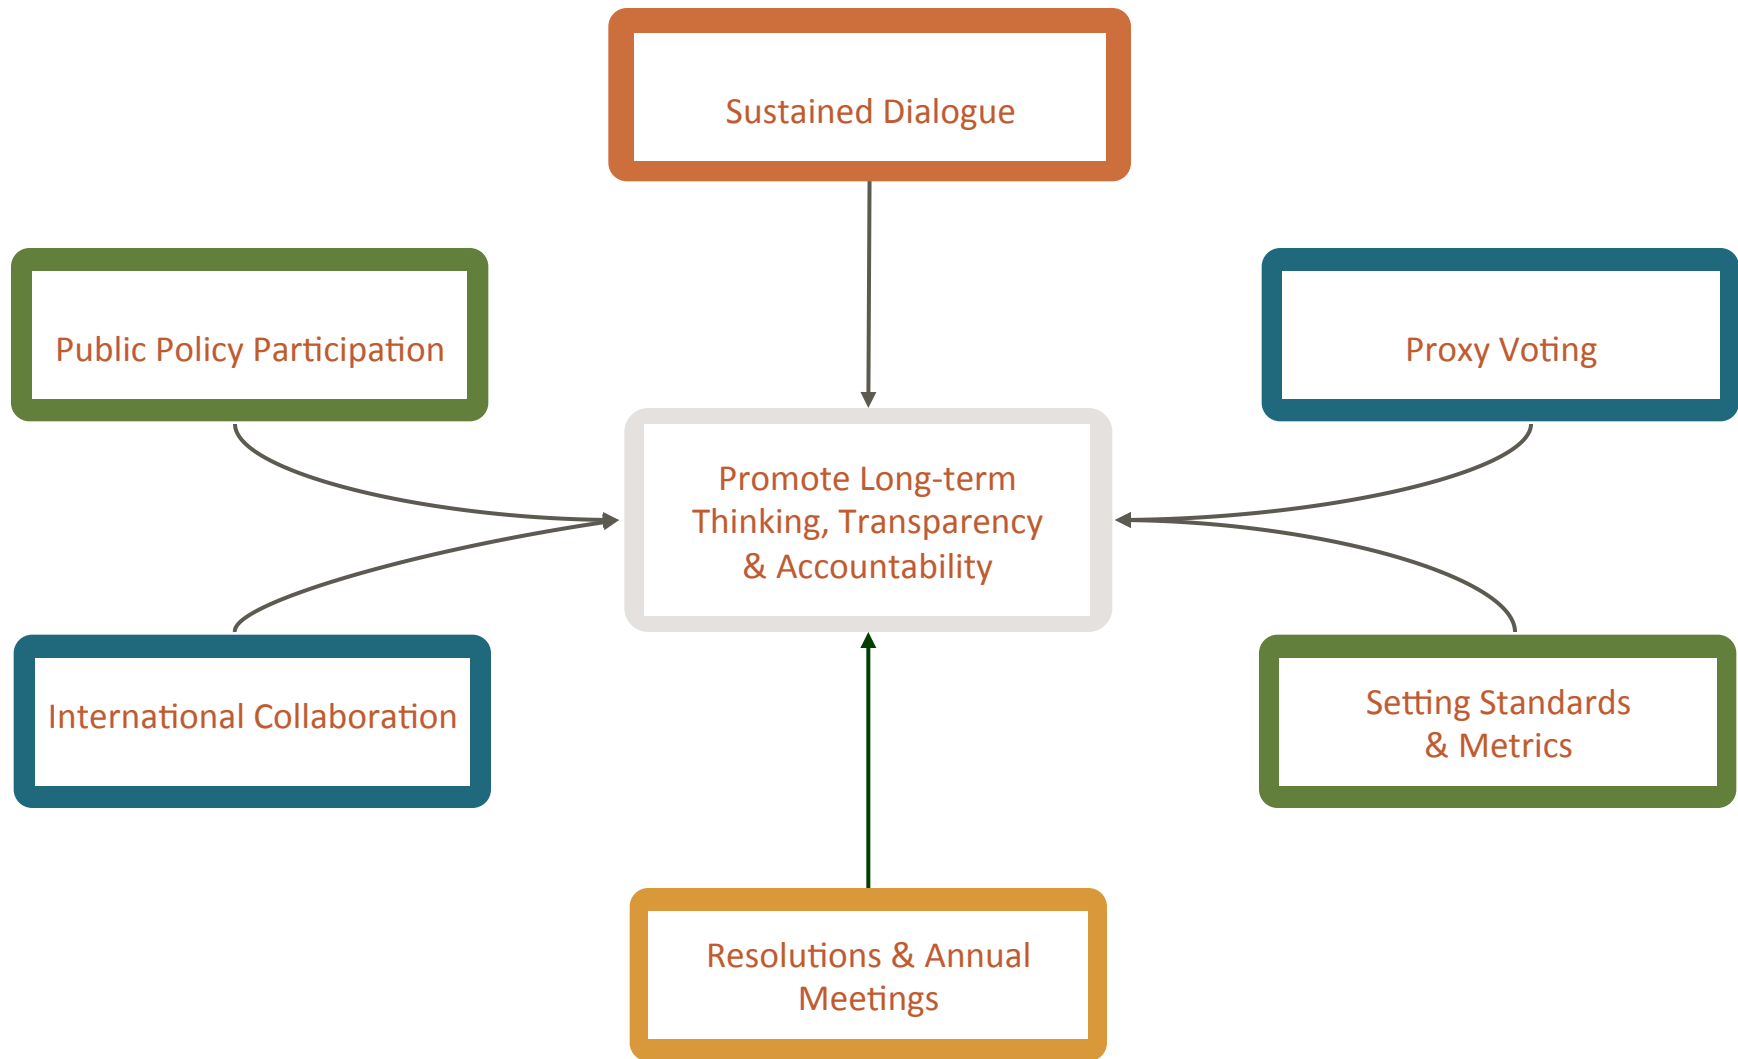 Sustained Dialogue
Public Policy Participation
Proxy Voting
Promote Long-term
Thinking, Transparency
& Accountability
International Collaboration
Setting Standards
& Metrics
Resolutions & Annual
Meetings